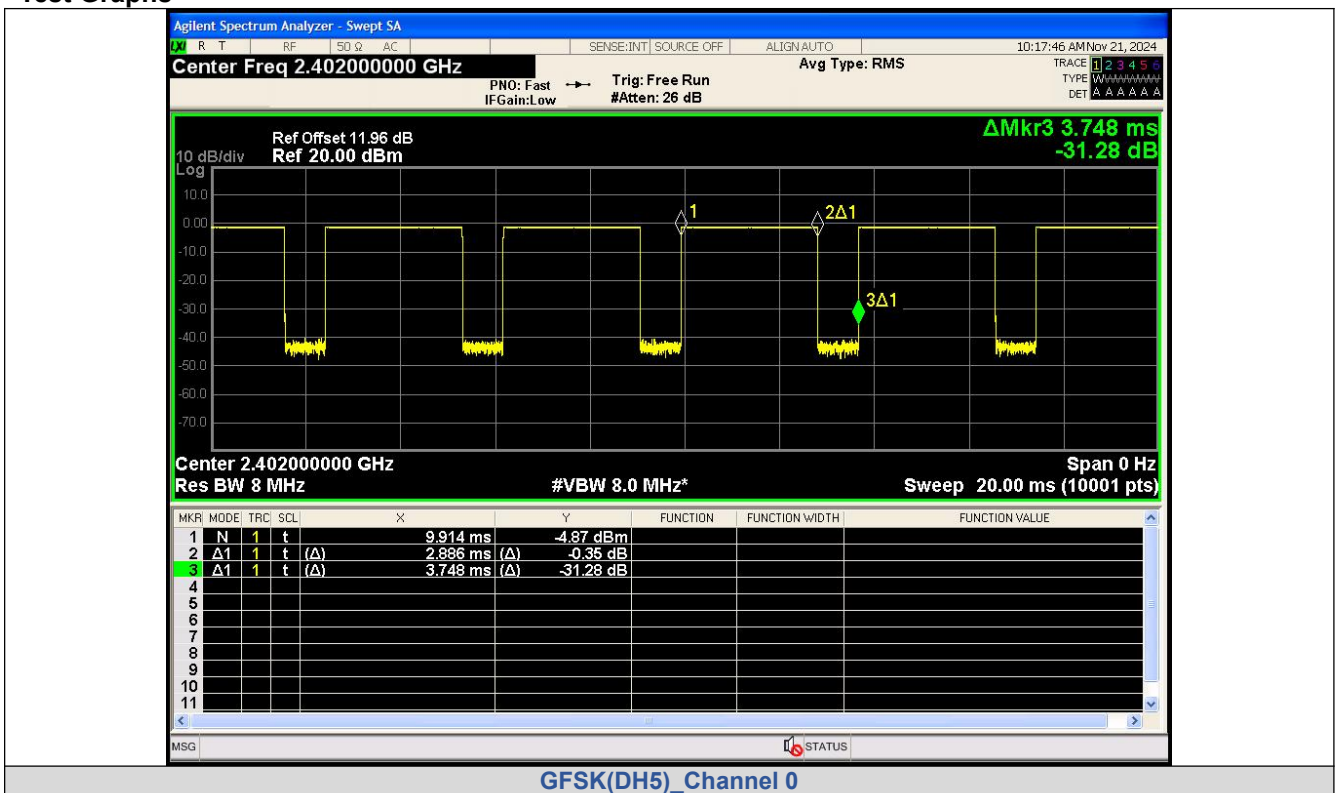 Test Graphs
Agilent Spectrum Analyzer - Swept SA
LXI R T RF 50 Ω AC SENSE:INT SOURCE OFF ALIGN AUTO 10:17:46 AM Nov 21, 2024
Center Freq 2.402000000 GHz Avg Type: RMS TRACE 1 2 3 4 5 6
PNO: Fast Trig: Free Run TYPE WWWWWW
IFGain:Low #Atten: 26 dB DET A A A A A A
ΔMkr3 3.748 ms
Ref Offset 11.96 dB
10 dB/div Ref 20.00 dBm -31.28 dB
Log
10.0
1 2Δ1
0.00
-10.0
-20.0
3Δ1
-30.0
-40.0
-50.0
-60.0
-70.0
Center 2.402000000 GHz Span 0 Hz
Res BW 8 MHz #VBW 8.0 MHz* Sweep 20.00 ms (10001 pts)
MKR MODE TRC SCL X Y FUNCTION FUNCTION WIDTH FUNCTION VALUE
1 N 1 t 9.914 ms -4.87 dBm
2 Δ1 1 t (Δ) 2.886 ms (Δ) -0.35 dB
3 Δ1 1 t (Δ) 3.748 ms (Δ) -31.28 dB
4
5
6
7
8
9
10
11
MSG STATUS
GFSK(DH5)_Channel 0